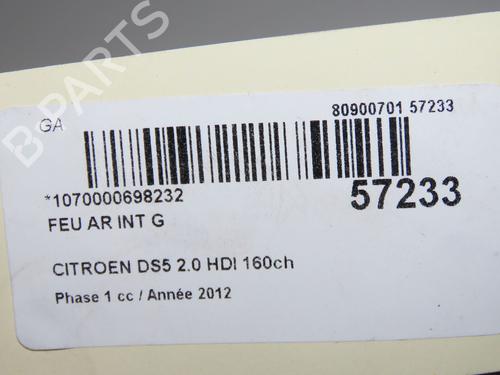 B PARTS
GA
80900701 57233
*1070000698232
57233
FEU AR INT G
CITROEN DS5 2.0 HDI 160ch
Phase 1 cc / Année 2012